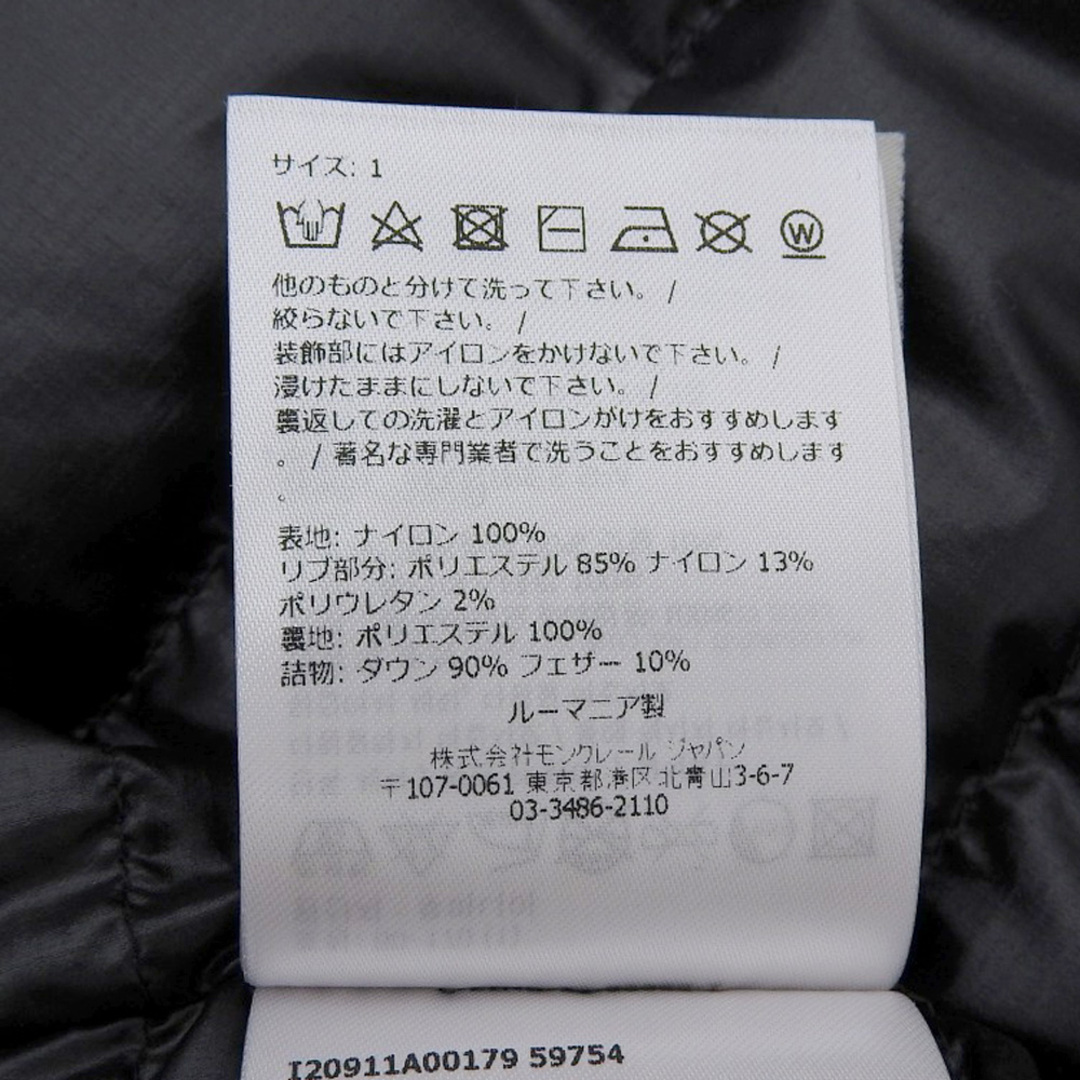 サイズ: 1
W
他のものと分けて洗って下さい。 /
絞らないで下さい。 /
装飾部にはアイロンをかけないで下さい。 /
浸けたままにしないで下さい。 /
裏返しての洗濯とアイロンがけをおすすめします
。 / 著名な専門業者で洗うことをおすすめします
。
表地: ナイロン 100%
リブ部分: ポリエステル 85% ナイロン 13%
ポリウレタン 2%
裏地: ポリエステル 100%
詰物: ダウン 90% フェザー 10%
ルーマニア製
株式会社モンクレール ジャパン
〒107-0061 東京都港区北青山3-6-7
03-3486-2110
I20911A00179 59754